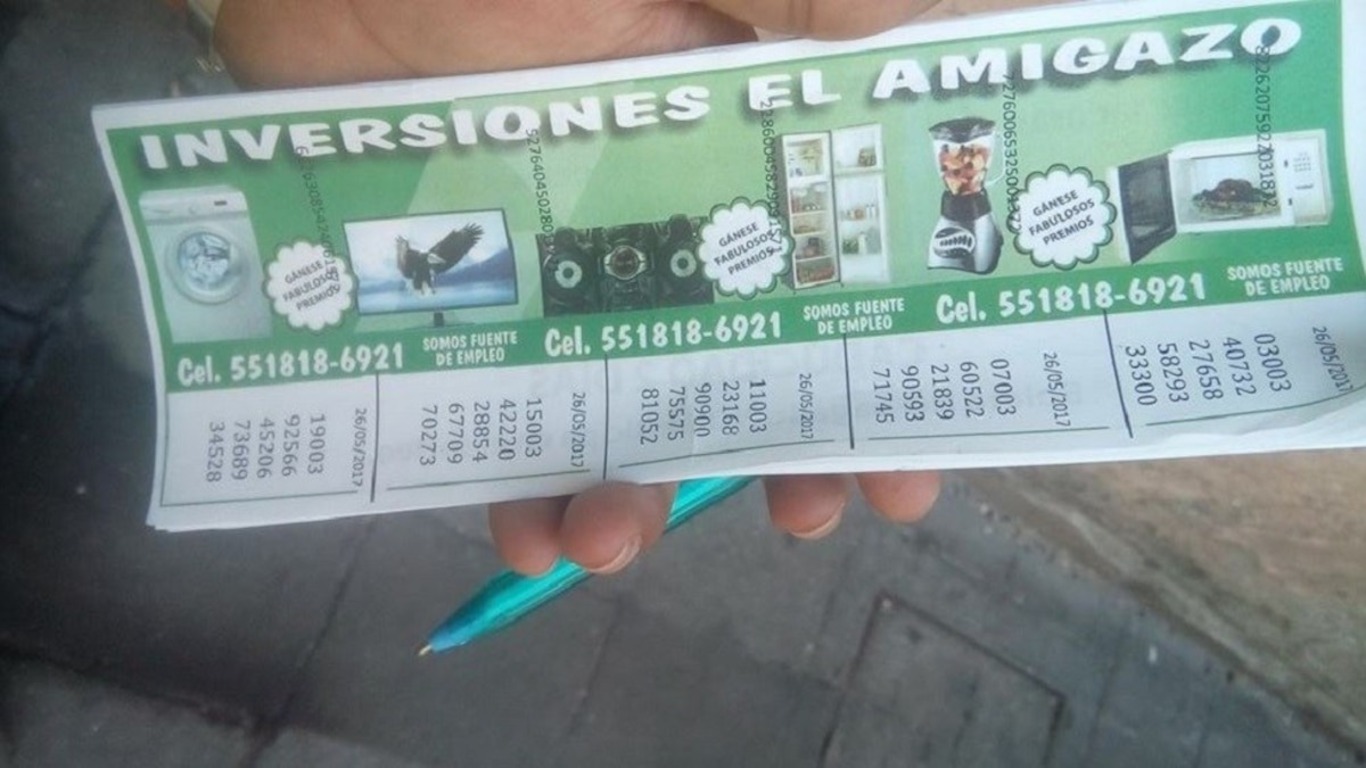 INVERSIONES EL AMIGAZO
GÁNESE
FABULOSOS
PREMIOS
GÁNESE
FABULOSOS
PREMIOS
GÁNESE
FABULOSOS
PREMIOS
Cel. 551818-6921
SOMOS FUENTE
DE EMPLEO
Cel. 551818-6921
SOMOS FUENTE
DE EMPLEO
Cel. 551818-6921
SOMOS FUENTE
DE EMPLEO
26/05/2017
19003
92566
45206
73689
34528
26/05/2017
15003
42220
28854
67709
70273
26/05/2017
11003
23168
90900
75575
81052
26/05/2017
07003
60522
21839
90593
71745
26/05/2017
03003
40732
27658
58293
33300